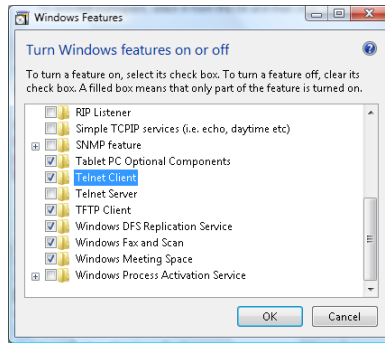 Windows Features
Turn Windows features on or off
To turn a feature on, select its check box. To turn a feature off, clear its
check box. A filled box means that only part of the feature is turned on.
RIP Listener
Simple TCPIP services (i.e. echo, daytime etc)
SNMP feature
Tablet PC Optional Components
Telnet Client
Telnet Server
TFTP Client
Windows DFS Replication Service
Windows Fax and Scan
Windows Meeting Space
Windows Process Activation Service
OK Cancel